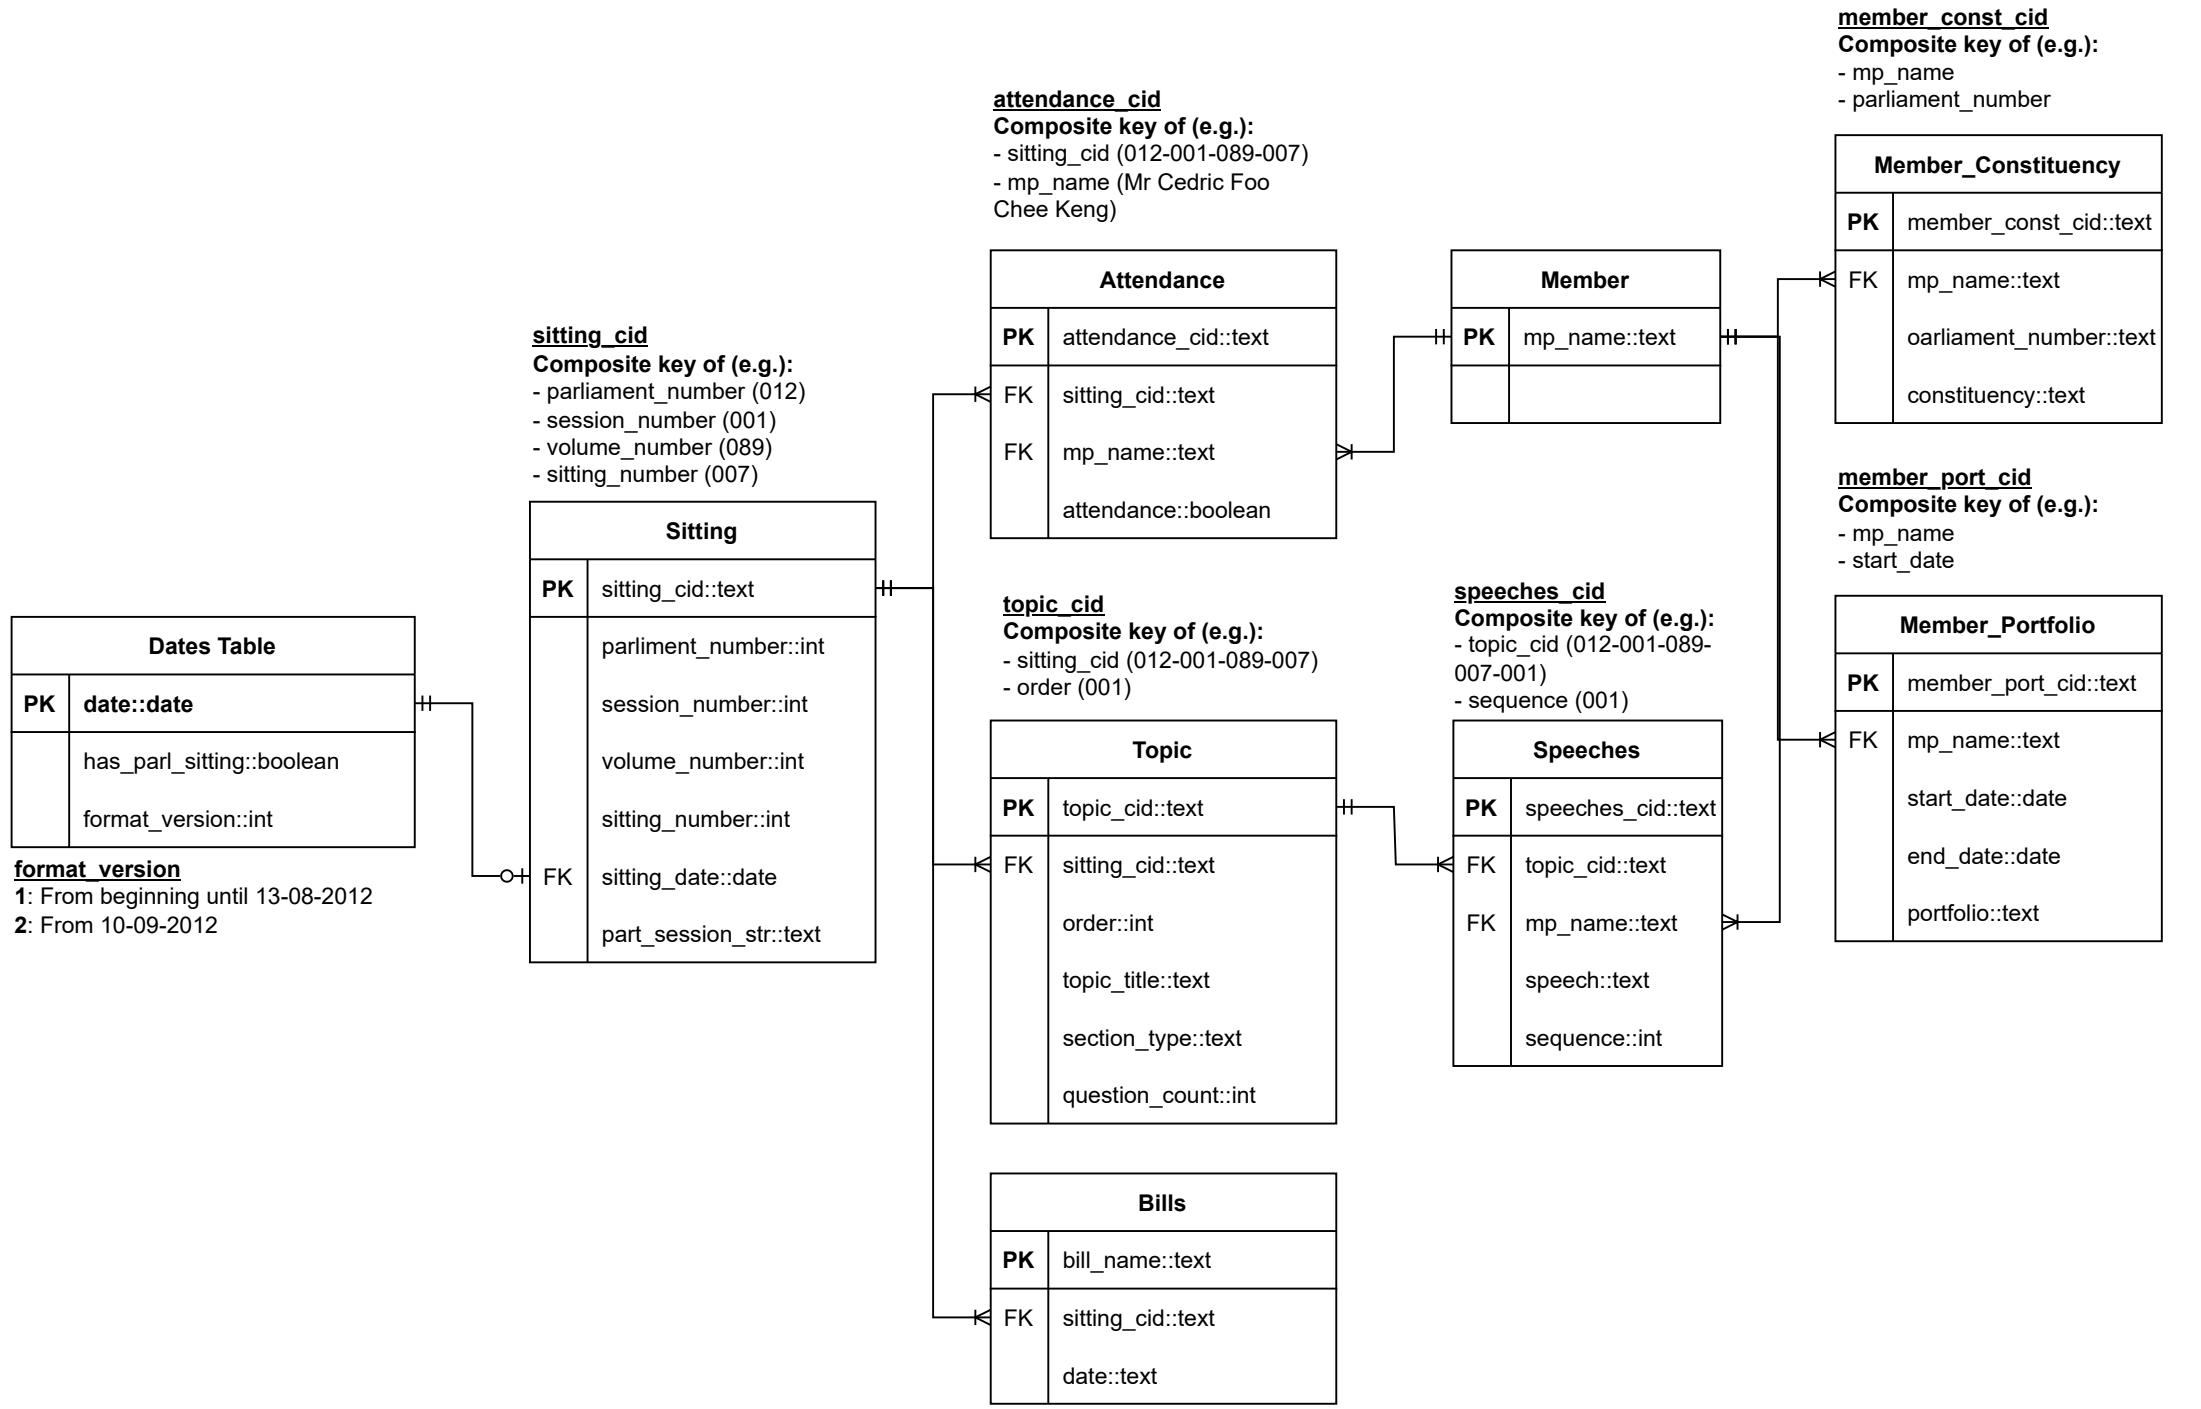 member_const_cid
Composite key of (e.g.):
- mp_name
- parliament_number
Member_Constituency
PK member_const_cid::text
FK mp_name::text
oarliament_number::text
constituency::text
attendance_cid
Composite key of (e.g.):
- sitting_cid (012-001-089-007)
- mp_name (Mr Cedric Foo
Chee Keng)
Attendance
PK attendance_cid::text
FK sitting_cid::text
FK mp_name::text
attendance::boolean
Member
PK mp_name::text
sitting_cid
Composite key of (e.g.):
- parliament_number (012)
- session_number (001)
- volume_number (089)
- sitting_number (007)
Sitting
PK sitting_cid::text
parliment_number::int
session_number::int
volume_number::int
sitting_number::int
FK sitting_date::date
part_session_str::text
Dates Table
PK date::date
has_parl_sitting::boolean
format_version::int
format_version
1: From beginning until 13-08-2012
2: From 10-09-2012
topic_cid
Composite key of (e.g.):
- sitting_cid (012-001-089-007)
- order (001)
Topic
PK topic_cid::text
FK sitting_cid::text
order::int
topic_title::text
section_type::text
question_count::int
speeches_cid
Composite key of (e.g.):
- topic_cid (012-001-089-
007-001)
- sequence (001)
Speeches
PK speeches_cid::text
FK topic_cid::text
FK mp_name::text
speech::text
sequence::int
member_port_cid
Composite key of (e.g.):
- mp_name
- start_date
Member_Portfolio
PK member_port_cid::text
FK mp_name::text
start_date::date
end_date::date
portfolio::text
Bills
PK bill_name::text
FK sitting_cid::text
date::text